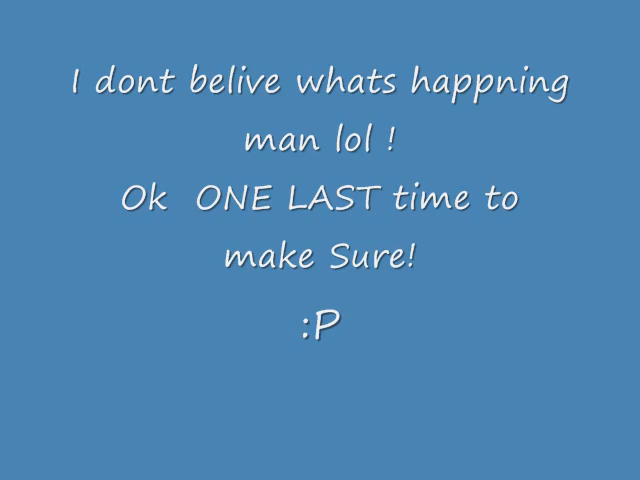 I dont belive whats happning
man lol !
Ok  ONE LAST time to
make Sure!
:P